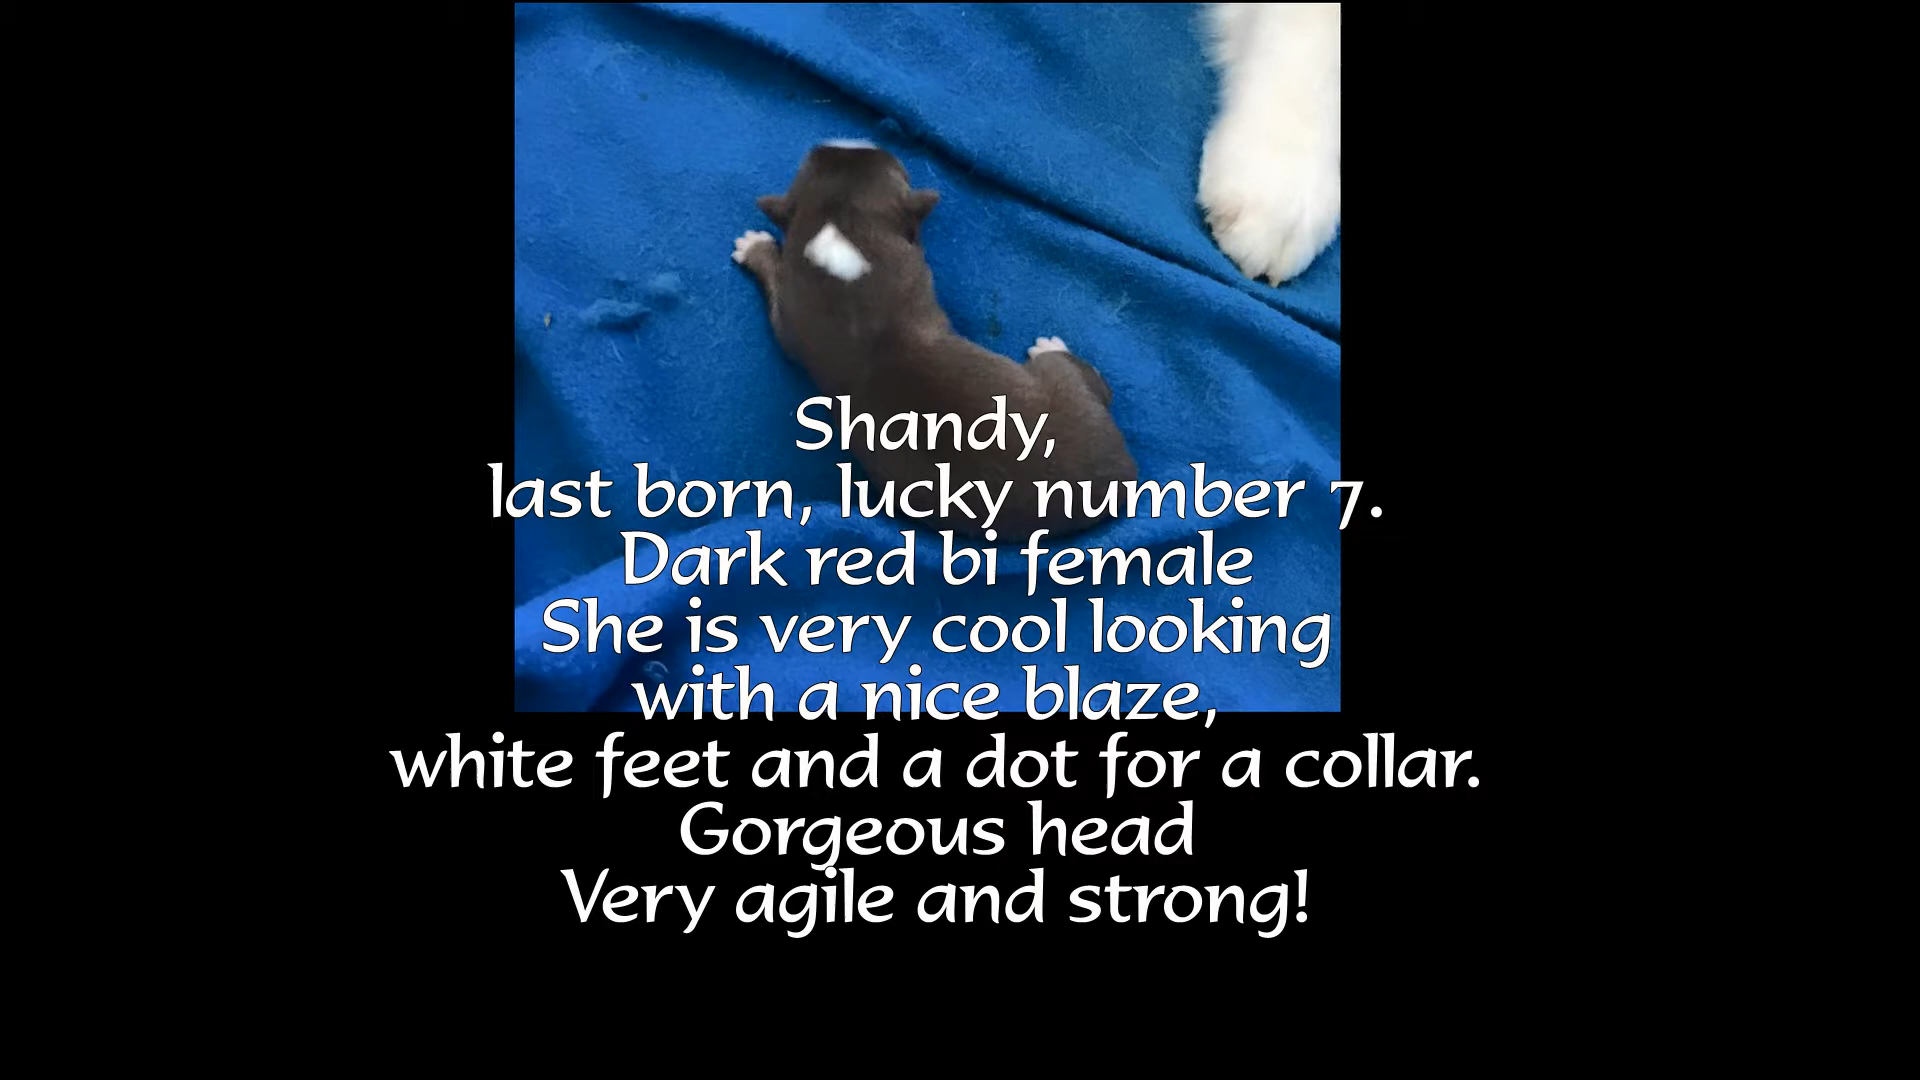 Shandy,
last born, lucky number 7.
Dark red bi female
She is very cool looking
with a nice blaze,
white feet and a dot for a collar.
Gorgeous head
Very agile and strong!